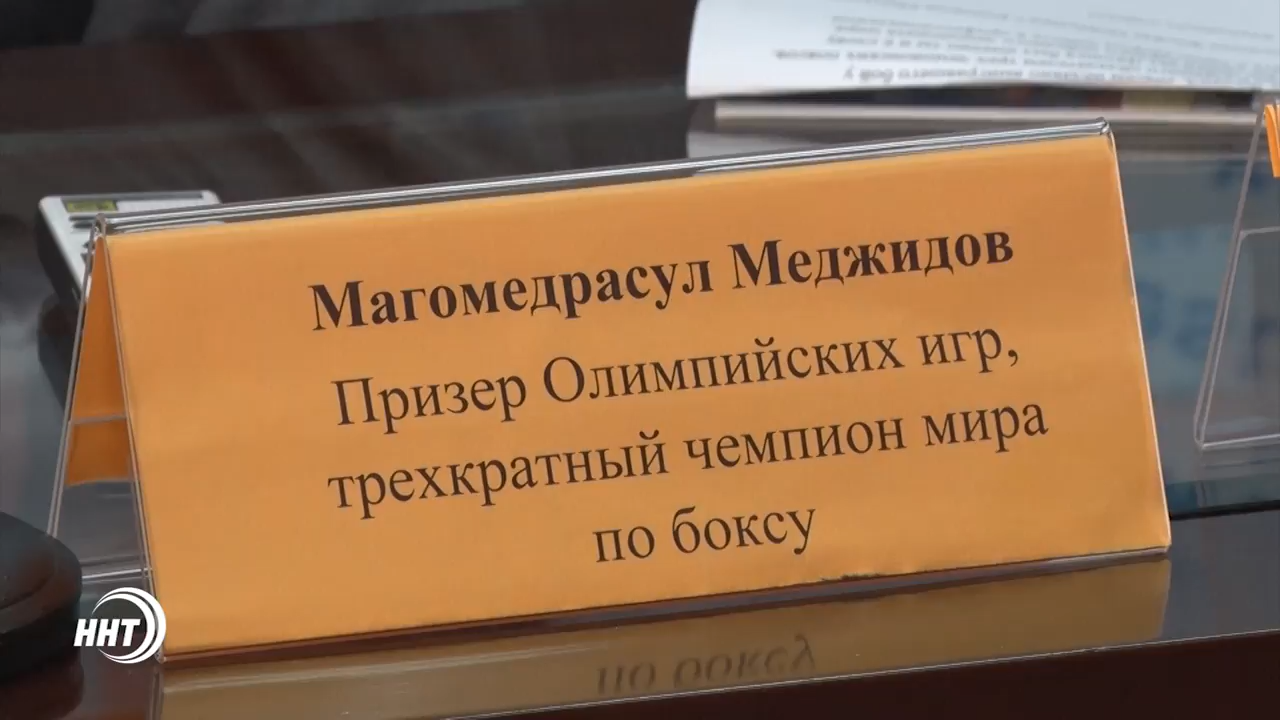 Магомедрасул Меджидов
Призер Олимпийских игр,
трехкратный чемпион мира
по боксу
ННТ